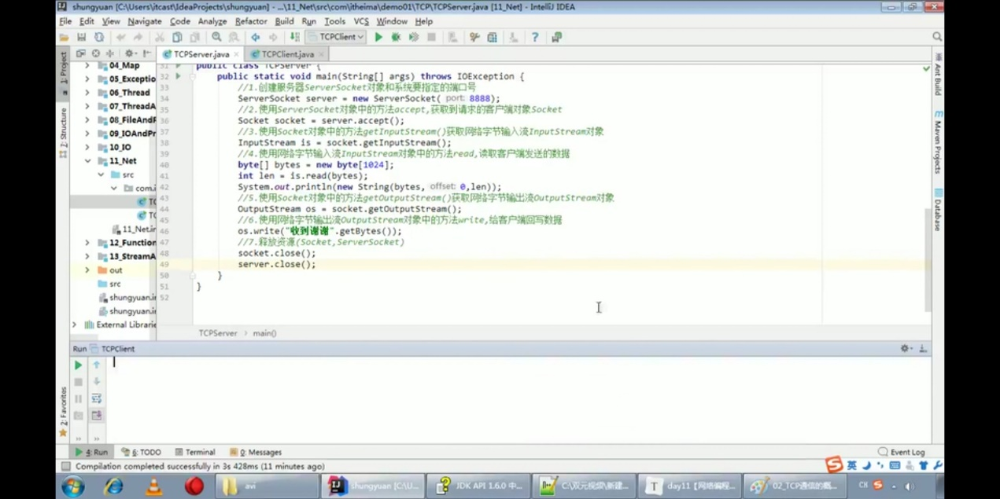 shungyuan [C:\Users\itcast\IdeaProjects\shungyuan] - ...\11_Net\src\com\itheima\demo01\TCP\TCPServer.java [11_Net] - IntelliJ IDEA
File Edit View Navigate Code Analyze Refactor Build Run Tools VCS Window Help
TCPClient
TCPServer.java TCPClient.java
1: Project
Z: Structure
2: Favorites
Ant Build
Maven Projects
Database
04_Map
05_Exceptio
06_Thread
07_ThreadA
08_FileAndF
09_IOAndPr
10_IO
11_Net
src
com.i
TC
TC
11_Net.ir
12_Function
13_StreamA
out
src
shungyuan.ir
shungyuan.ir
External Librarie
31 public class TCPServer {
32 public static void main(String[] args) throws IOException {
33 //1.创建服务器ServerSocket对象和系统要指定的端口号
34 ServerSocket server = new ServerSocket( port: 8888);
35 //2.使用ServerSocket对象中的方法accept,获取到请求的客户端对象Socket
36 Socket socket = server.accept();
37 //3.使用Socket对象中的方法getInputStream()获取网络字节输入流InputStream对象
38 InputStream is = socket.getInputStream();
39 //4.使用网络字节输入流InputStream对象中的方法read,读取客户端发送的数据
40 byte[] bytes = new byte[1024];
41 int len = is.read(bytes);
42 System.out.println(new String(bytes, offset: 0,len));
43 //5.使用Socket对象中的方法getOutputStream()获取网络字节输出流OutputStream对象
44 OutputStream os = socket.getOutputStream();
45 //6.使用网络字节输出流OutputStream对象中的方法write,给客户端回写数据
46 os.write("收到谢谢".getBytes());
47 //7.释放资源(Socket,ServerSocket)
48 socket.close();
49 server.close();
50 }
51 }
52
TCPServer › main()
Run TCPClient
4: Run 6: TODO Terminal 0: Messages Event Log
Compilation completed successfully in 3s 428ms (11 minutes ago)
英
avi shungyuan [C:\U... JDK API 1.6.0 中... C:\双元视频\新建... day11【网络编程... 02_TCP通信的概... CH